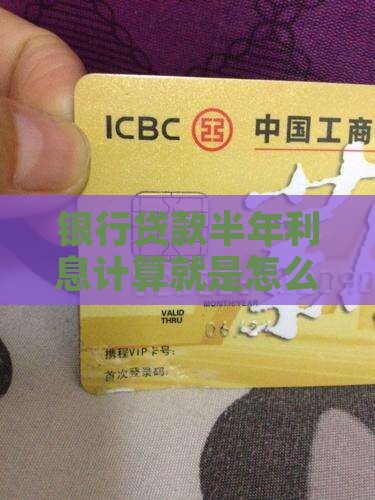 ICBC 中国工商
银行贷款半年利
息计算就是怎么
MONTH/YEAR
VALID
THRU
携程VIP卡号:
首次登录码: